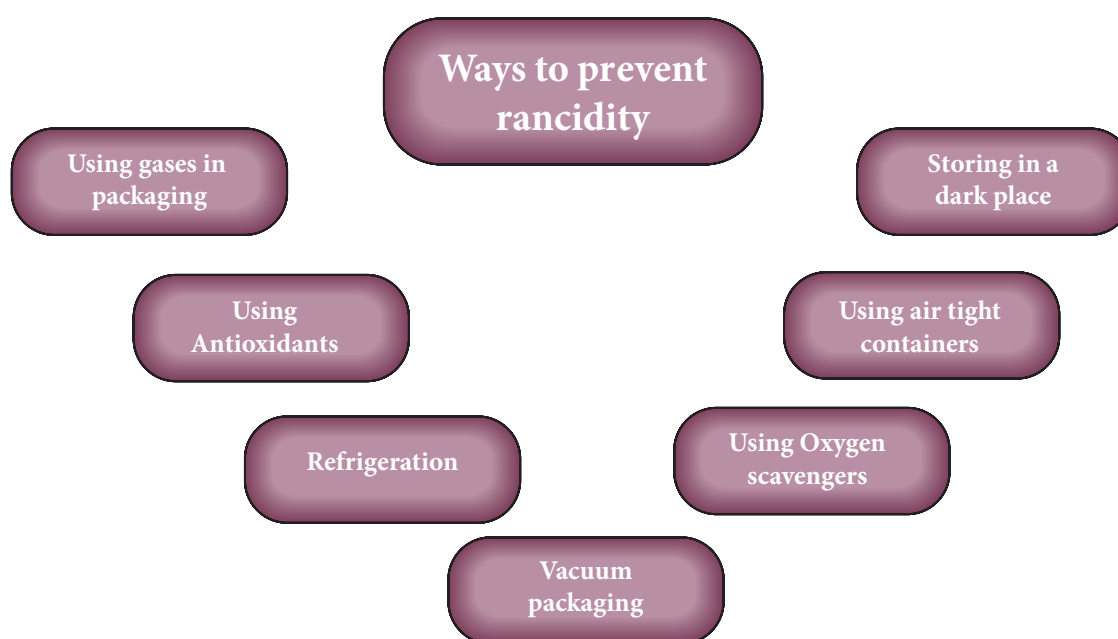 Ways to prevent
rancidity
Using gases in
packaging
Storing in a
dark place
Using
Antioxidants
Using air tight
containers
Refrigeration
Using Oxygen
scavengers
Vacuum
packaging